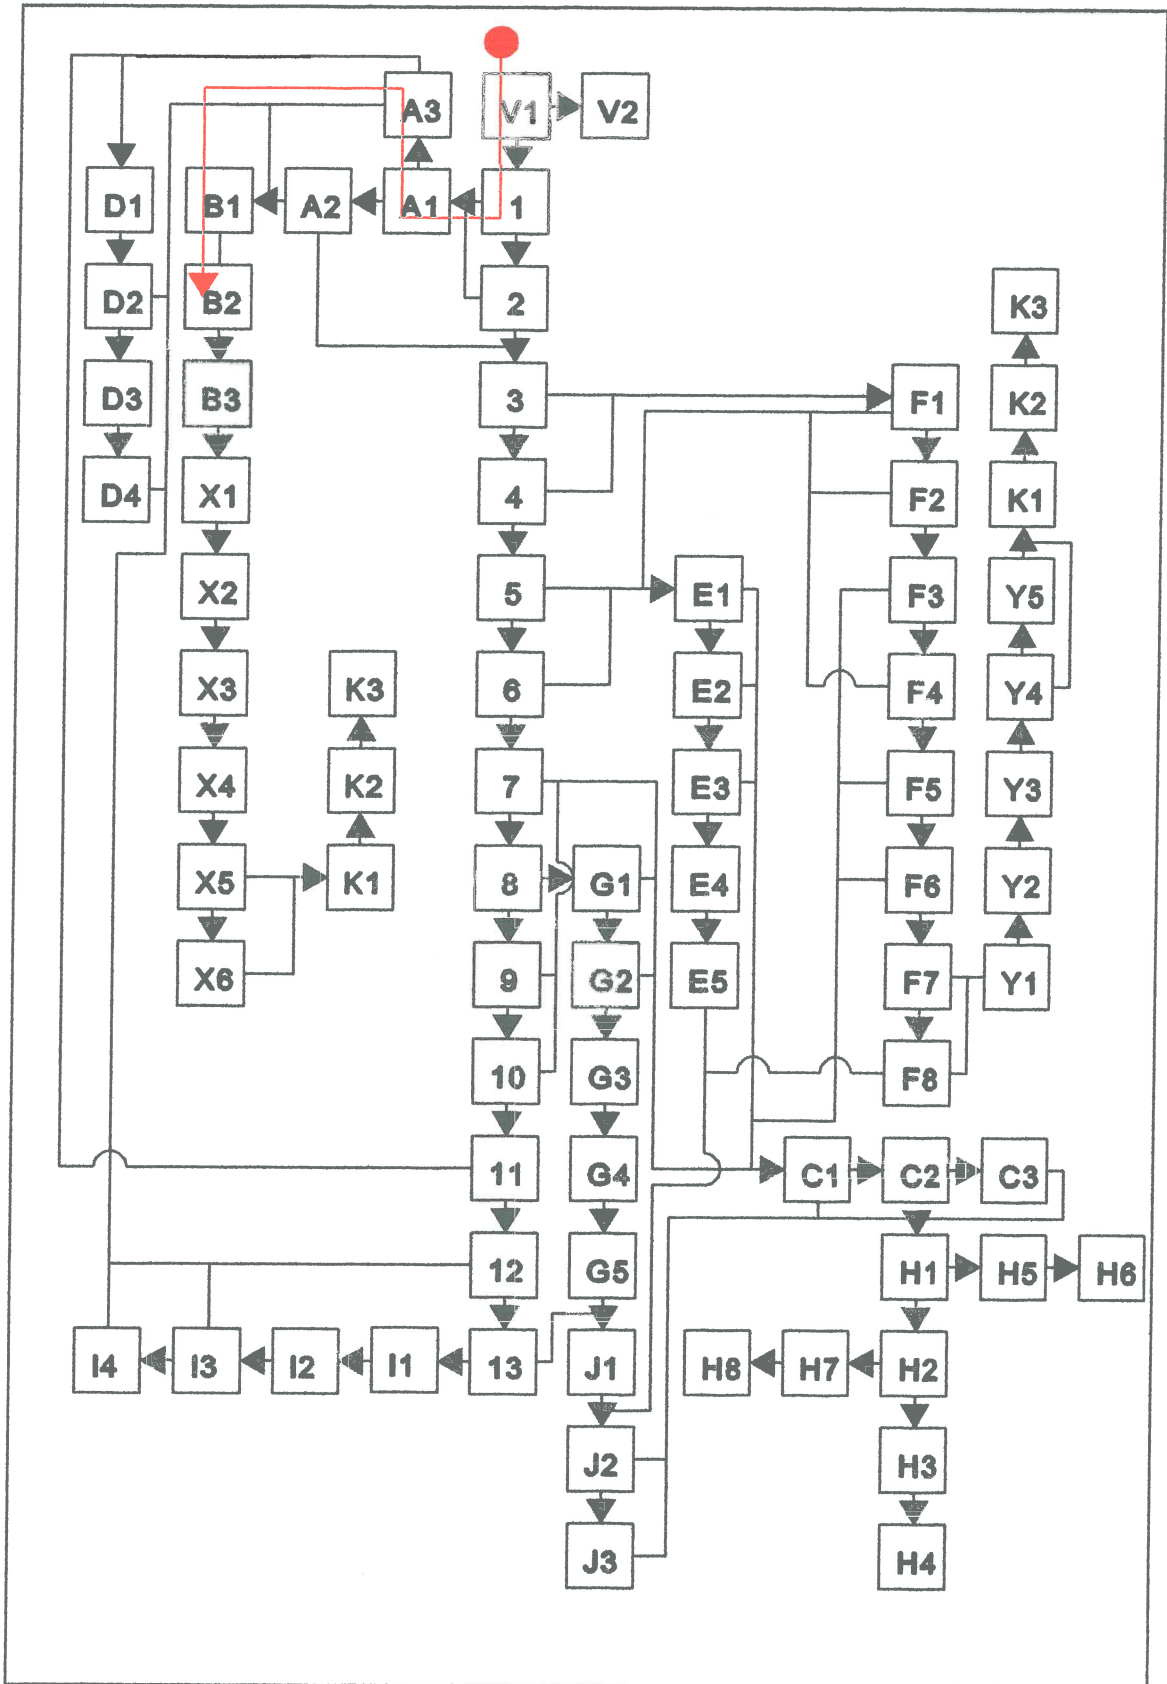 A3 V1 V2
D1 B1 A2 A1 1
D2 B2 2 K3
D3 B3 3 F1 K2
D4 X1 4 F2 K1
X2 5 E1 F3 Y5
X3 K3 6 E2 F4 Y4
X4 K2 7 E3 F5 Y3
X5 K1 8 G1 E4 F6 Y2
X6 9 G2 E5 F7 Y1
10 G3 F8
11 G4 C1 C2 C3
12 G5 H1 H5 H6
I4 I3 I2 I1 13 J1 H8 H7 H2
J2 H3
J3 H4